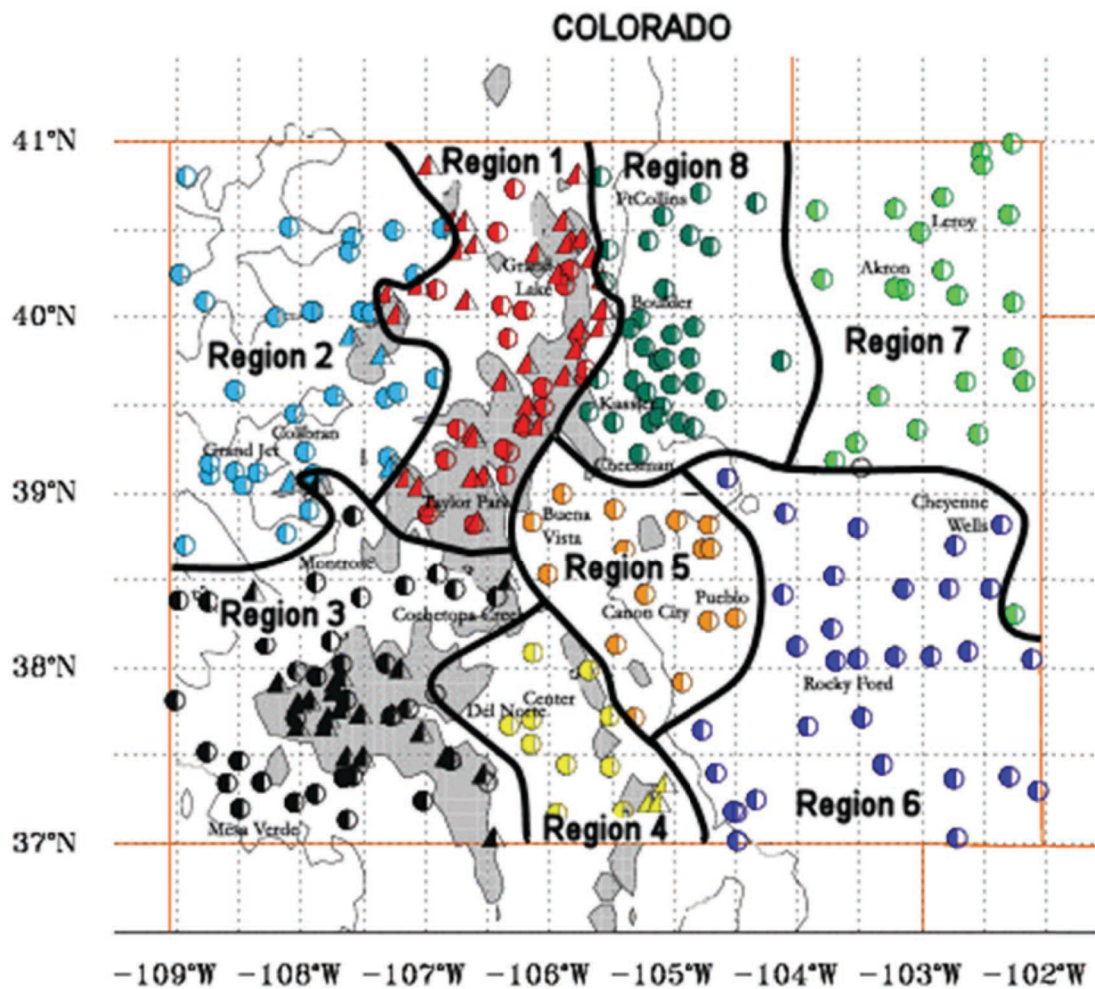 COLORADO
41°N
Region 1
Region 8
FtCollins
Leroy
Grand
Lake
Akron
Boulder
40°N
Region 2
Region 7
Kassler
Collbran
Grand Jct
Cheesman
39°N
Taylor Park
Buena
Vista
Cheyenne
Wells
Montrose
Region 5
Region 3
Cochetopa Cree
Canon City
Pueblo
38°N
Rocky Ford
Del Norte
Center
Mesa Verde
Region 4
Region 6
37°N
-109°W -108°W -107°W -106°W -105°W -104°W -103°W -102°W